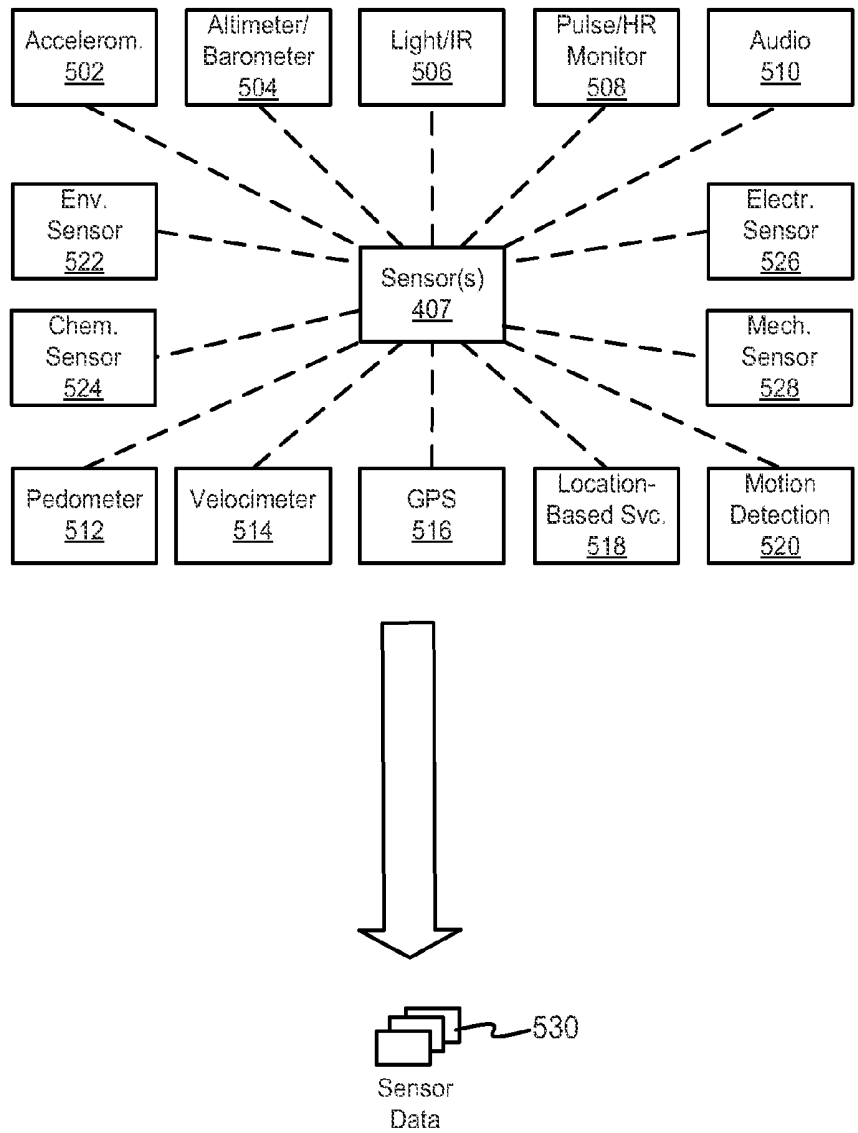 Accelerom.
502
Altimeter/
Barometer
504
Light/IR
506
Pulse/HR
Monitor
508
Audio
510
Env.
Sensor
522
Sensor(s)
407
Electr.
Sensor
526
Chem.
Sensor
524
Mech.
Sensor
528
Pedometer
512
Velocimeter
514
GPS
516
Location-
Based Svc.
518
Motion
Detection
520
530
Sensor
Data